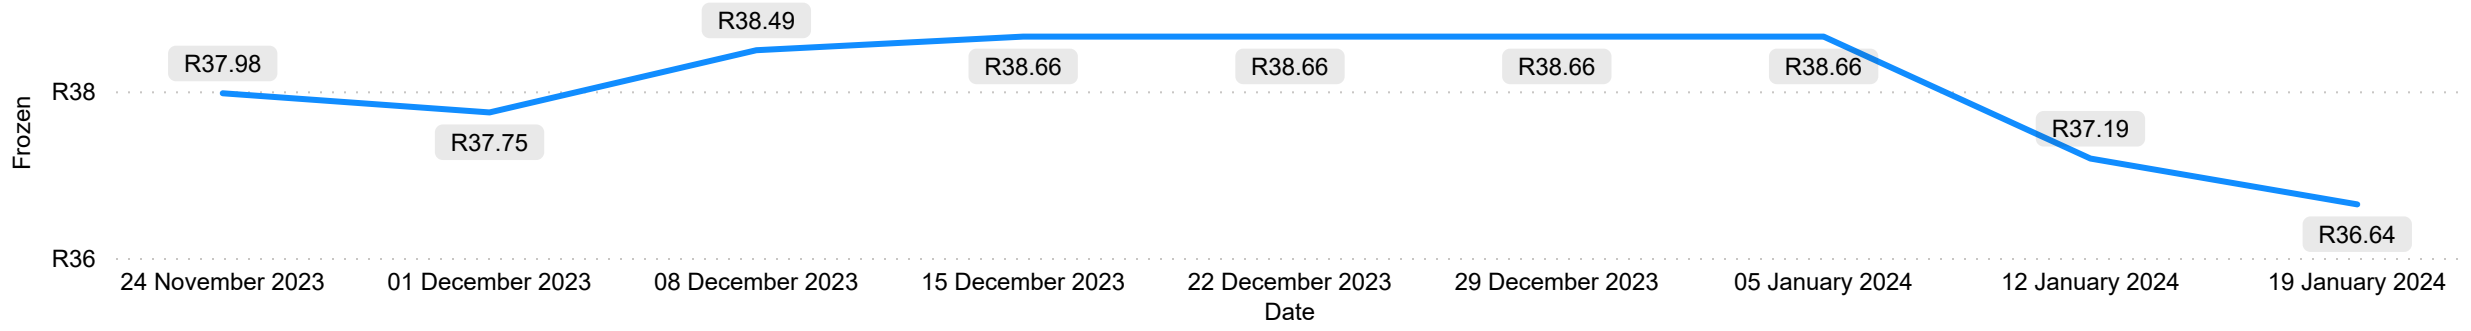 Frozen
R38
R36
R37.98
R37.75
R38.49
R38.66
R38.66
R38.66
R38.66
R37.19
R36.64
24 November 2023
01 December 2023
08 December 2023
15 December 2023
22 December 2023
29 December 2023
05 January 2024
12 January 2024
19 January 2024
Date